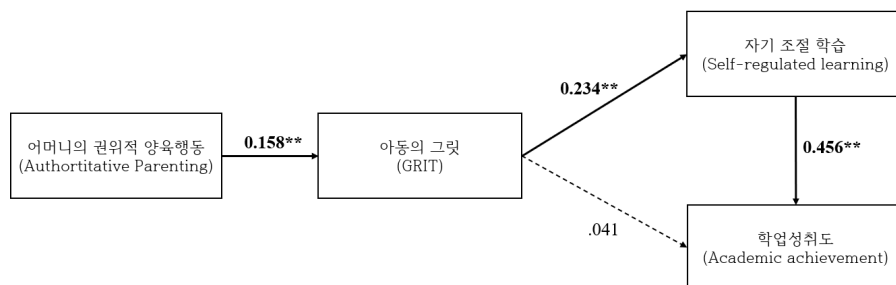 자기 조절 학습
(Self-regulated learning)
0.234**
어머니의 권위적 양육행동
(Authortitative Parenting)
0.158**
아동의 그릿
(GRIT)
0.456**
.041
학업성취도
(Academic achievement)